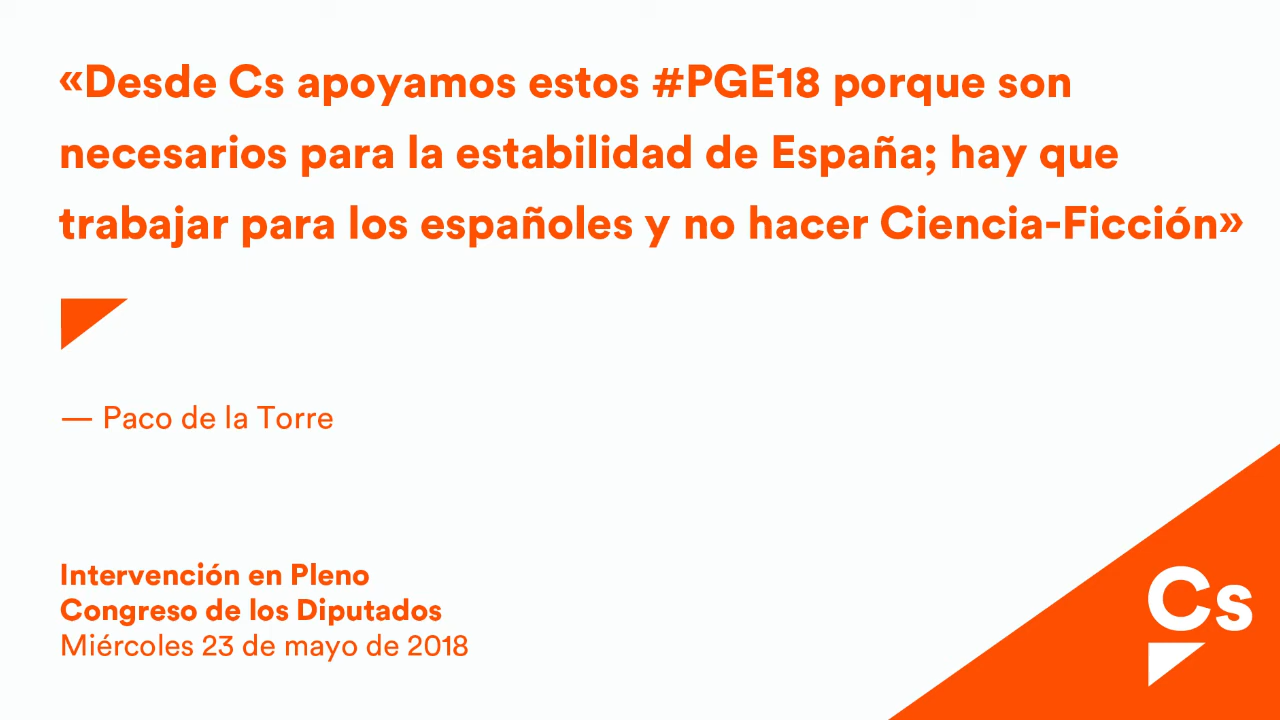 «Desde Cs apoyamos estos #PGE18 porque son
necesarios para la estabilidad de España; hay que
trabajar para los españoles y no hacer Ciencia-Ficción»
— Paco de la Torre
Intervención en Pleno
Congreso de los Diputados
Miércoles 23 de mayo de 2018
Cs